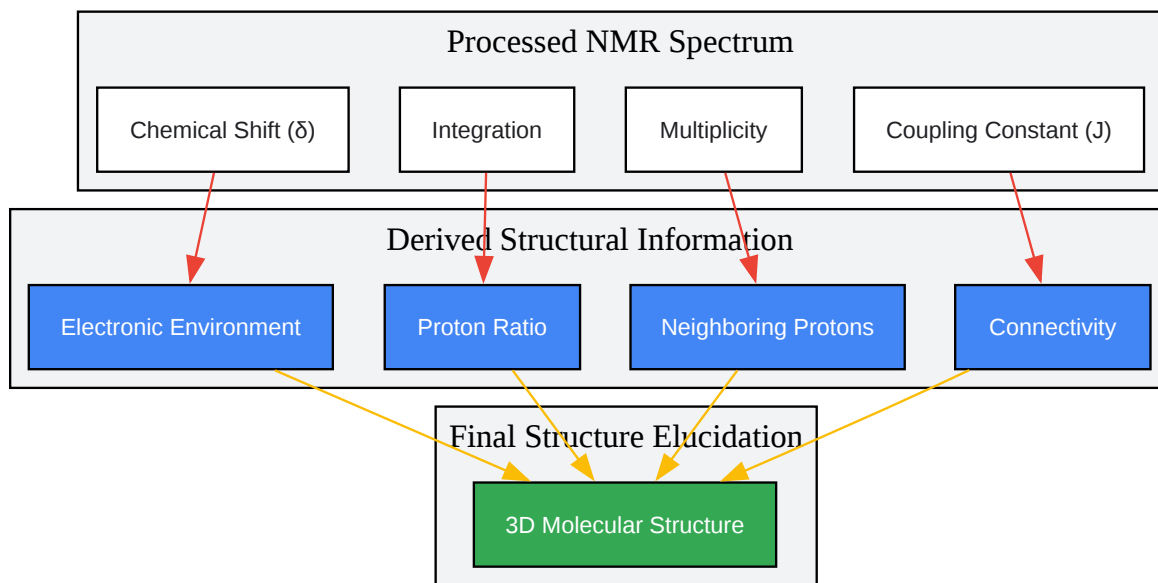 Processed NMR Spectrum
Chemical Shift (δ)
Integration
Multiplicity
Coupling Constant (J)
Derived Structural Information
Electronic Environment
Proton Ratio
Neighboring Protons
Connectivity
Final Structure Elucidation
3D Molecular Structure